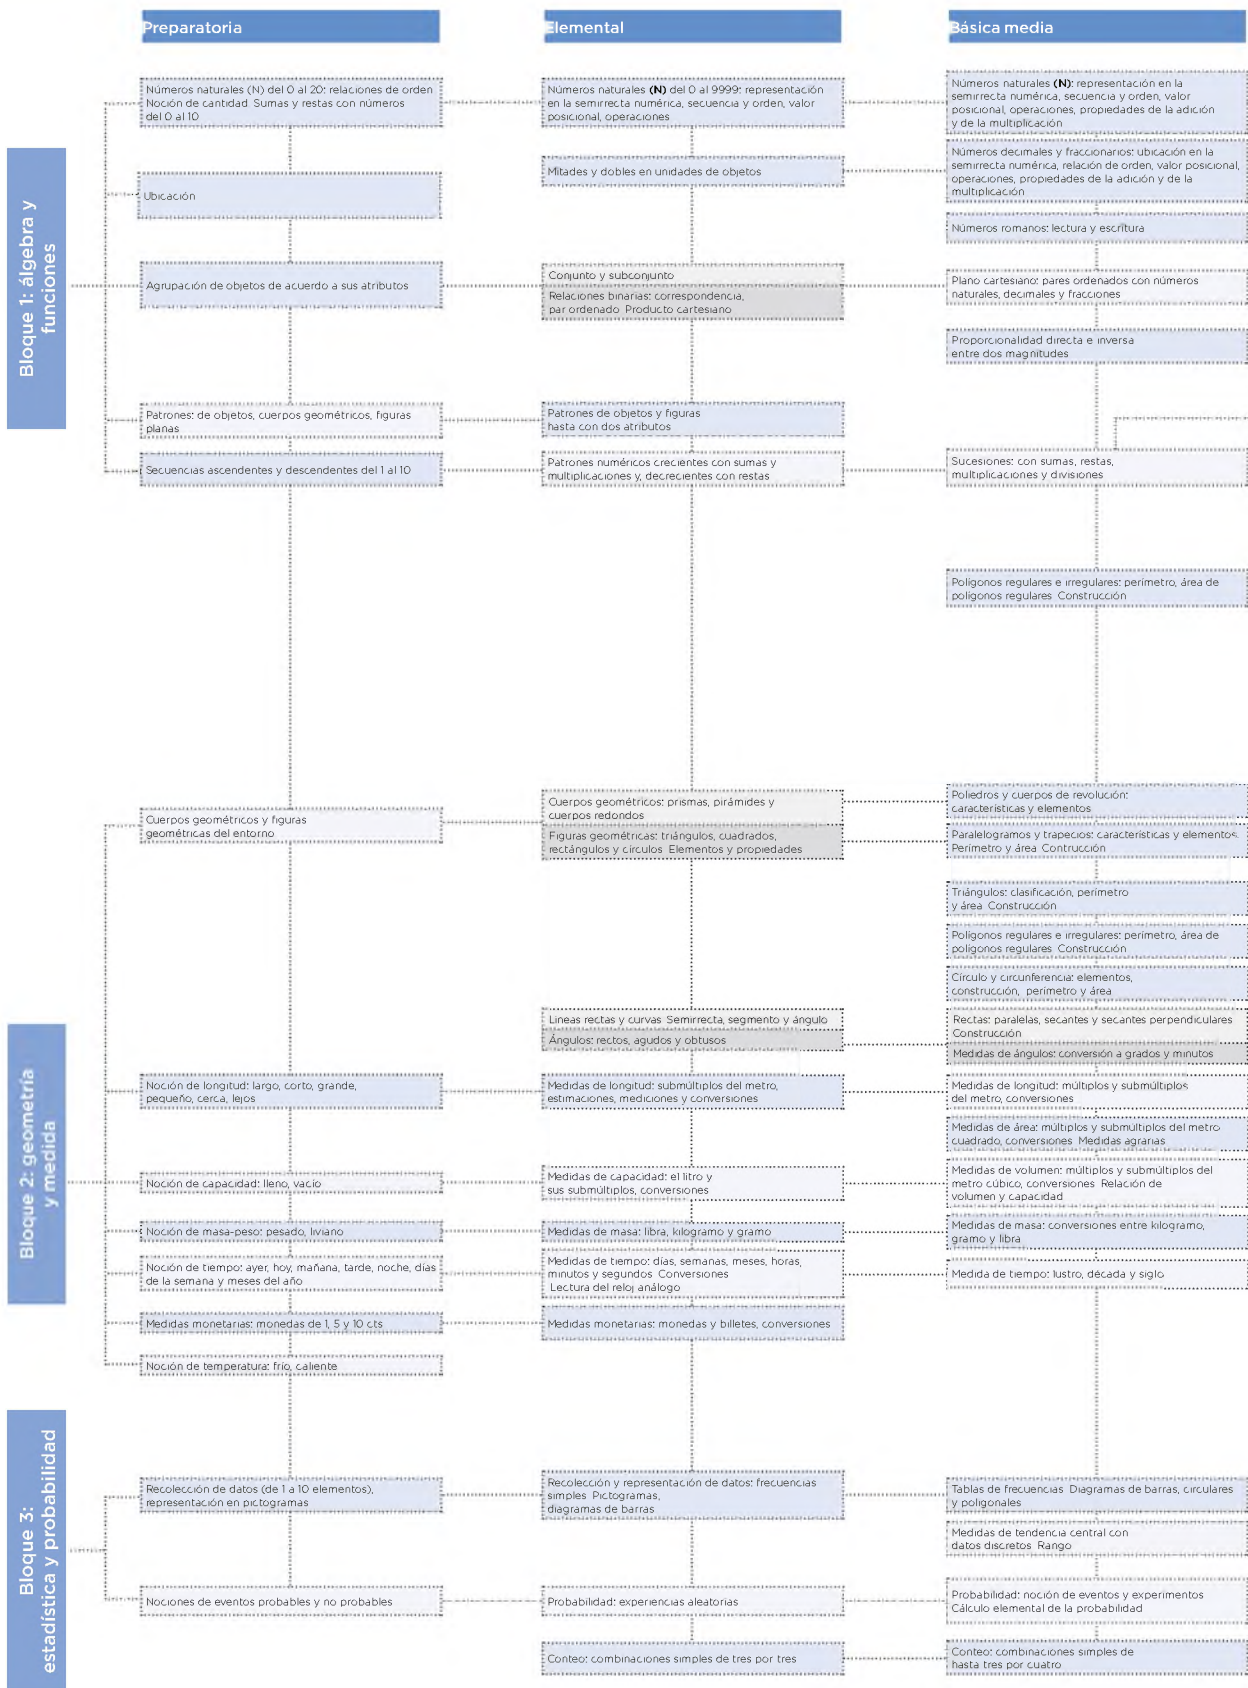 Preparatoria
Elemental
Básica media
Bloque 1: álgebra y
funciones
Números naturales (N) del 0 al 20: relaciones de orden
Noción de cantidad Sumas y restas con números
del 0 al 10
Ubicación
Agrupación de objetos de acuerdo a sus atributos
Patrones: de objetos, cuerpos geométricos, figuras
planas
Secuencias ascendentes y descendentes del 1 al 10
Números naturales (N) del 0 al 9999: representación
en la semirrecta numérica, secuencia y orden, valor
posicional, operaciones
Mitades y dobles en unidades de objetos
Conjunto y subconjunto
Relaciones binarias: correspondencia,
par ordenado Producto cartesiano
Patrones de objetos y figuras
hasta con dos atributos
Patrones numéricos crecientes con sumas y
multiplicaciones y, decrecientes con restas
Números naturales (N): representación en la
semirrecta numérica, secuencia y orden, valor
posicional, operaciones, propiedades de la adición
y de la multiplicación
Números decimales y fraccionarios: ubicación en la
semirrecta numérica, relación de orden, valor posicional,
operaciones, propiedades de la adición y de la
multiplicación
Números romanos: lectura y escritura
Plano cartesiano: pares ordenados con números
naturales, decimales y fracciones
Proporcionalidad directa e inversa
entre dos magnitudes
Sucesiones: con sumas, restas,
multiplicaciones y divisiones
Polígonos regulares e irregulares: perímetro, área de
polígonos regulares Construcción
Bloque 2: geometría
y medida
Cuerpos geométricos y figuras
geométricas del entorno
Noción de longitud: largo, corto, grande,
pequeño, cerca, lejos
Noción de capacidad: lleno, vacío
Noción de masa-peso: pesado, liviano
Noción de tiempo: ayer, hoy, mañana, tarde, noche, días
de la semana y meses del año
Medidas monetarias: monedas de 1, 5 y 10 cts
Noción de temperatura: frío, caliente
Cuerpos geométricos: prismas, pirámides y
cuerpos redondos
Figuras geométricas: triángulos, cuadrados,
rectángulos y círculos Elementos y propiedades
Líneas rectas y curvas Semirrecta, segmento y ángulo
Ángulos: rectos, agudos y obtusos
Medidas de longitud: submúltiplos del metro,
estimaciones, mediciones y conversiones
Medidas de capacidad: el litro y
sus submúltiplos, conversiones
Medidas de masa: libra, kilogramo y gramo
Medidas de tiempo: días, semanas, meses, horas,
minutos y segundos Conversiones
Lectura del reloj análogo
Medidas monetarias: monedas y billetes, conversiones
Poliedros y cuerpos de revolución:
características y elementos
Paralelogramos y trapecios: características y elementos
Perímetro y área Contrucción
Triángulos: clasificación, perímetro
y área Construcción
Polígonos regulares e irregulares: perímetro, área de
polígonos regulares Construcción
Círculo y circunferencia: elementos,
construcción, perímetro y área
Rectas: paralelas, secantes y secantes perpendiculares
Construcción
Medidas de ángulos: conversión a grados y minutos
Medidas de longitud: múltiplos y submúltiplos
del metro, conversiones
Medidas de área: múltiplos y submúltiplos del metro
cuadrado, conversiones Medidas agrarias
Medidas de volumen: múltiplos y submúltiplos del
metro cúbico, conversiones Relación de
volumen y capacidad
Medidas de masa: conversiones entre kilogramo,
gramo y libra
Medida de tiempo: lustro, década y siglo
Bloque 3:
estadística y probabilidad
Recolección de datos (de 1 a 10 elementos),
representación en pictogramas
Nociones de eventos probables y no probables
Recolección y representación de datos: frecuencias
simples Pictogramas,
diagramas de barras
Probabilidad: experiencias aleatorias
Conteo: combinaciones simples de tres por tres
Tablas de frecuencias Diagramas de barras, circulares
y poligonales
Medidas de tendencia central con
datos discretos Rango
Probabilidad: noción de eventos y experimentos
Cálculo elemental de la probabilidad
Conteo: combinaciones simples de
hasta tres por cuatro